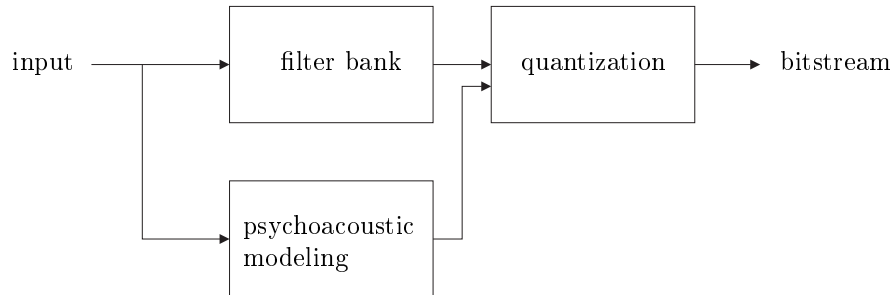 input
filter bank
quantization
bitstream
psychoacoustic
modeling